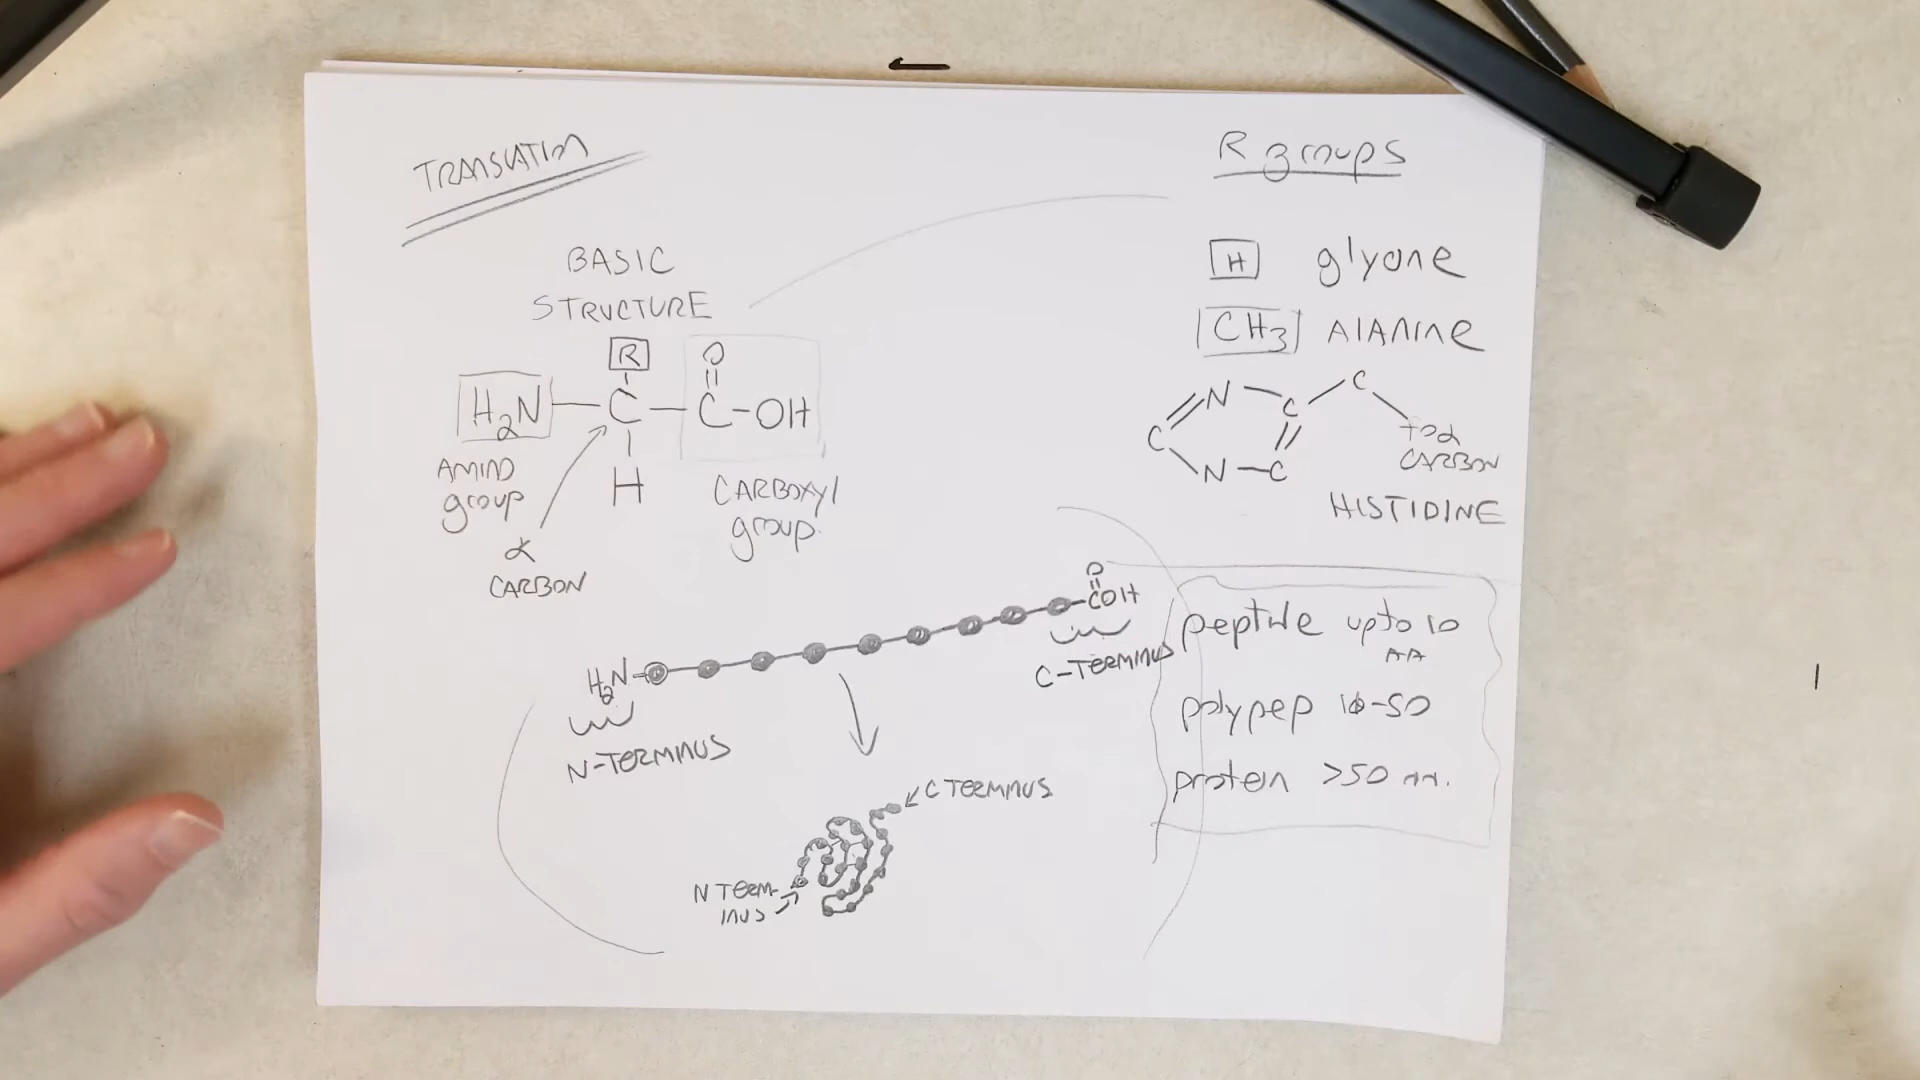 TRANSLATION
BASIC
STRUCTURE
R
O
H2N C C-OH
H
AMINO
group
α
CARBON
CARBOXYL
group
R groups
H glycine
CH3 ALANINE
N C C
C
N C
to α
CARBON
HISTIDINE
O
COH
C-TERMINUS
H2N
N-TERMINUS
C TERMINUS
N TERM-
INUS
peptide up to 10
AA
polypep 10-50
protein >50 AA.